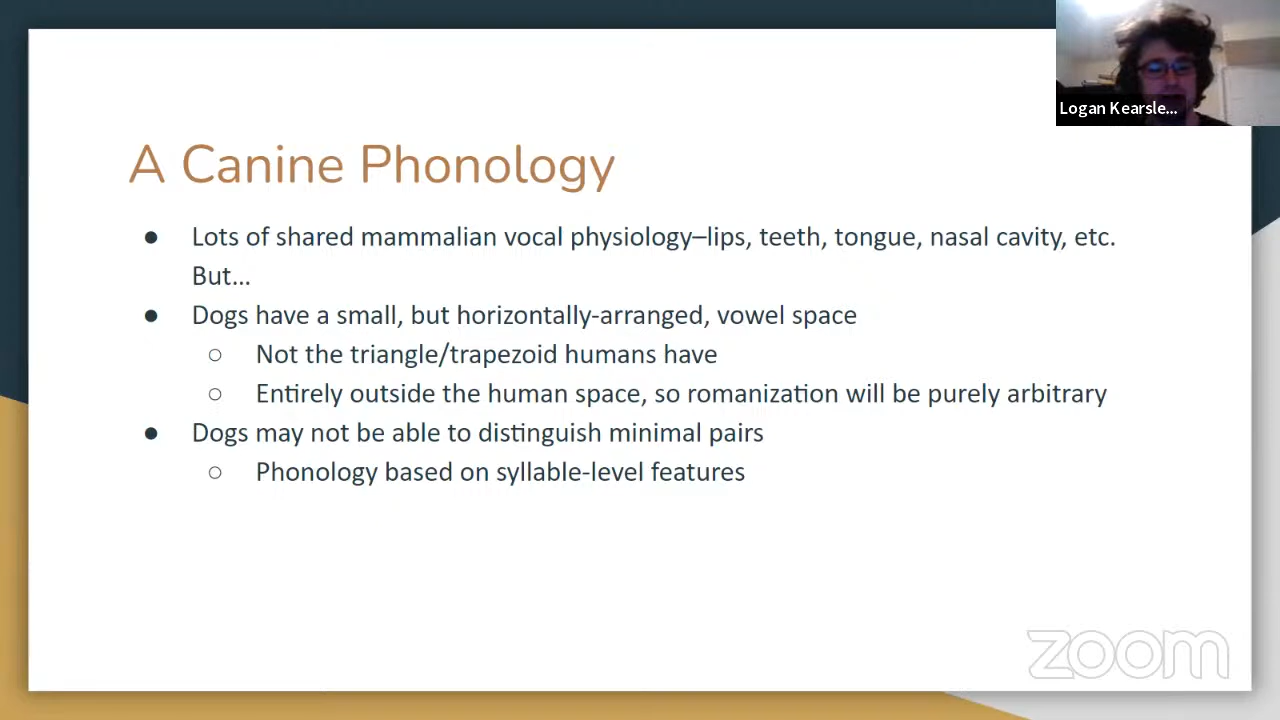 Logan Kearsle...
A Canine Phonology
● Lots of shared mammalian vocal physiology–lips, teeth, tongue, nasal cavity, etc.
But…
● Dogs have a small, but horizontally-arranged, vowel space
○ Not the triangle/trapezoid humans have
○ Entirely outside the human space, so romanization will be purely arbitrary
● Dogs may not be able to distinguish minimal pairs
○ Phonology based on syllable-level features
zoom